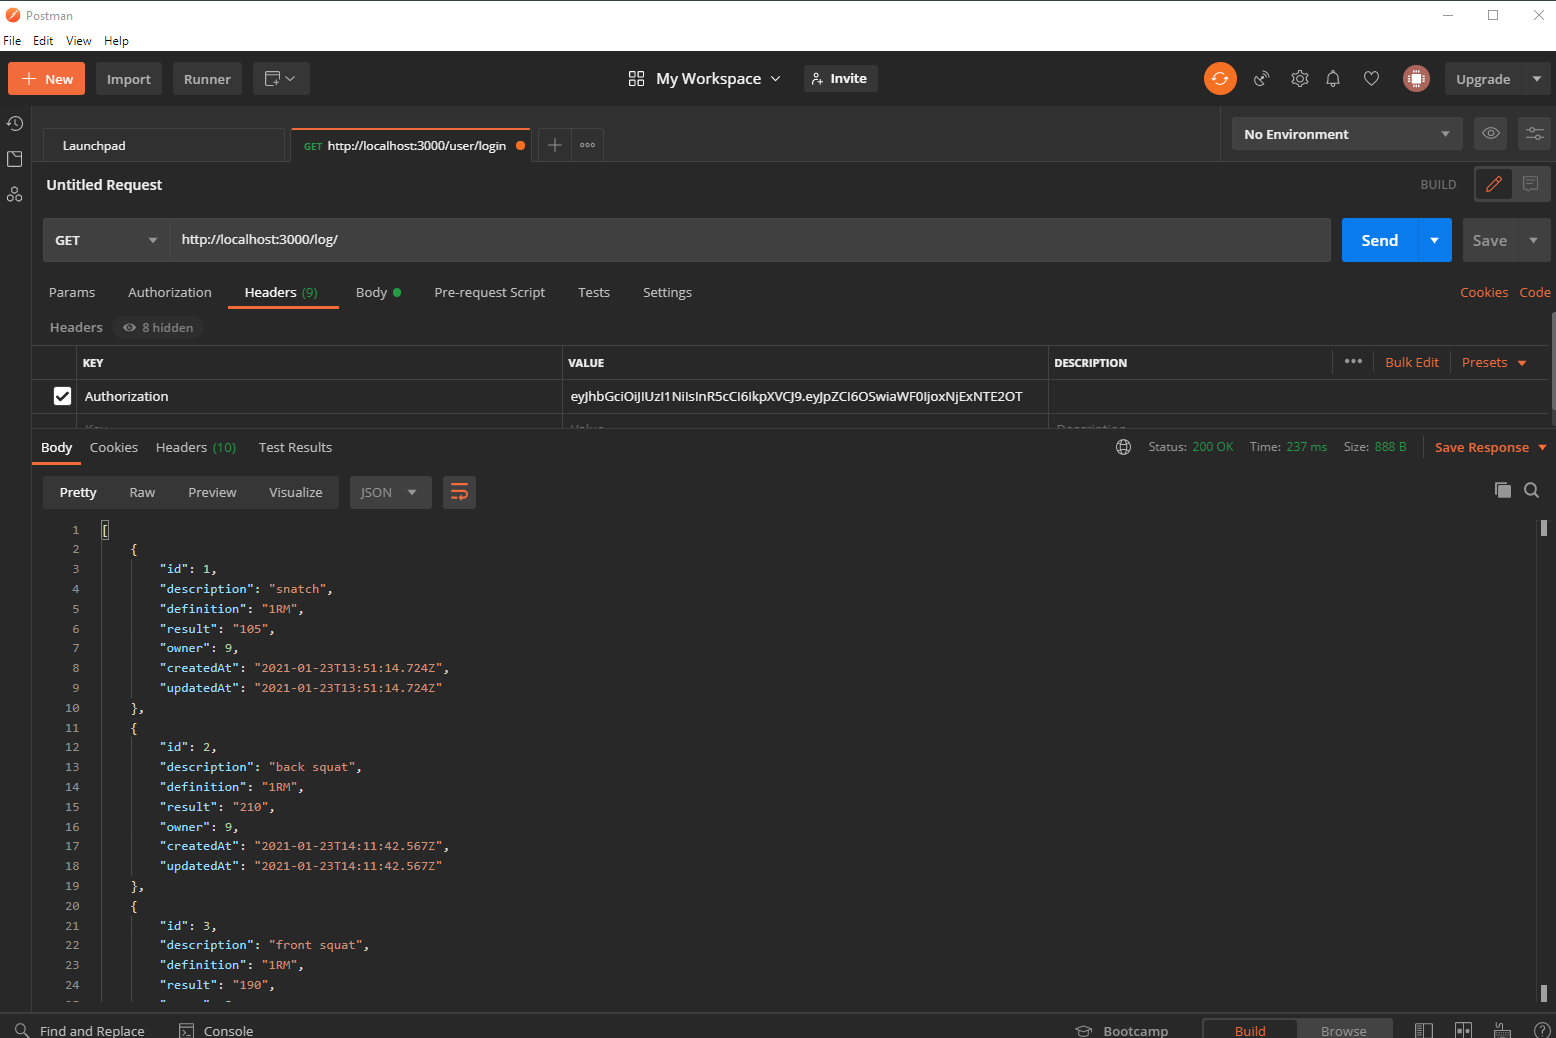 Postman
File Edit View Help
New Import Runner My Workspace Invite Upgrade
Launchpad GET http://localhost:3000/user/login No Environment
Untitled Request BUILD
GET http://localhost:3000/log/ Send Save
Params Authorization Headers (9) Body Pre-request Script Tests Settings Cookies Code
Headers 8 hidden
KEY VALUE DESCRIPTION Bulk Edit Presets
Authorization eyJhbGciOiJIUzI1NiIsInR5cCI6IkpXVCJ9.eyJpZCI6OSwiaWF0IjoxNjExNTE2OT
Key Value Description
Body Cookies Headers (10) Test Results Status: 200 OK Time: 237 ms Size: 888 B Save Response
Pretty Raw Preview Visualize JSON
1 [
2 {
3 "id": 1,
4 "description": "snatch",
5 "definition": "1RM",
6 "result": "105",
7 "owner": 9,
8 "createdAt": "2021-01-23T13:51:14.724Z",
9 "updatedAt": "2021-01-23T13:51:14.724Z"
10 },
11 {
12 "id": 2,
13 "description": "back squat",
14 "definition": "1RM",
15 "result": "210",
16 "owner": 9,
17 "createdAt": "2021-01-23T14:11:42.567Z",
18 "updatedAt": "2021-01-23T14:11:42.567Z"
19 },
20 {
21 "id": 3,
22 "description": "front squat",
23 "definition": "1RM",
24 "result": "190",
Find and Replace Console Bootcamp Build Browse